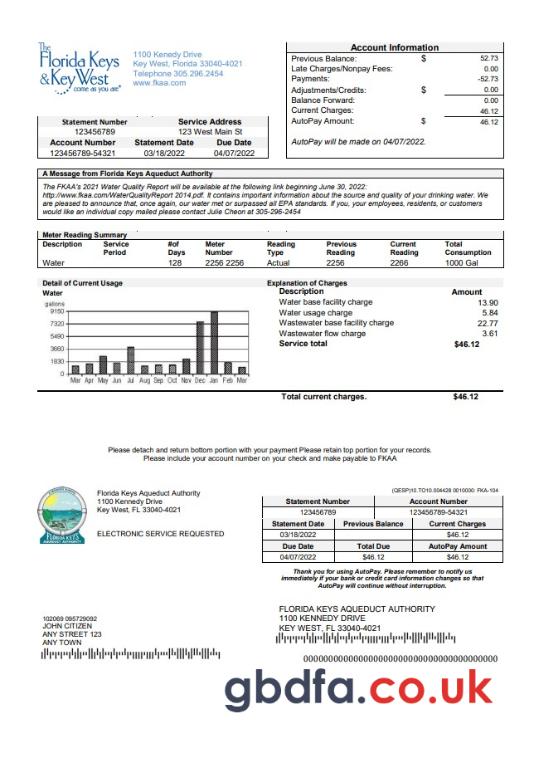 The
Florida Keys
& Key West
come as you are®
1100 Kenedy Drive
Key West, Florida 33040-4021
Telephone 305.296.2454
www.fkaa.com
Account Information
Previous Balance: $ 52.73
Late Charges/Nonpay Fees: 0.00
Payments: -52.73
Adjustments/Credits: $ 0.00
Balance Forward: 0.00
Current Charges: 46.12
AutoPay Amount: $ 46.12
AutoPay will be made on 04/07/2022.
Statement Number Service Address
123456789 123 West Main St
Account Number Statement Date Due Date
123456789-54321 03/18/2022 04/07/2022
A Message from Florida Keys Aqueduct Authority
The FKAA's 2021 Water Quality Report will be available at the following link beginning June 30, 2022:
http://www.fkaa.com/WaterQualityReport 2014.pdf. It contains important information about the source and quality of your drinking water. We
are pleased to announce that, once again, our water met or surpassed all EPA standards. If you, your employees, residents, or customers
would like an individual copy mailed please contact Julie Cheon at 305-296-2454
Meter Reading Summary
Description Service Period #of Days Meter Number Reading Type Previous Reading Current Reading Total Consumption
Water 128 2256 2256 Actual 2256 2266 1000 Gal
Detail of Current Usage
Water
gallons
9150
7320
5490
3660
1830
0
Mar Apr May Jun Jul Aug Sep Oct Nov Dec Jan Feb Mar
Explanation of Charges
Description Amount
Water base facility charge 13.90
Water usage charge 5.84
Wastewater base facility charge 22.77
Wastewater flow charge 3.61
Service total $46.12
Total current charges. $46.12
Please detach and return bottom portion with your payment Please retain top portion for your records.
Please include your account number on your check and make payable to FKAA
FLORIDA KEYS
Florida Keys Aqueduct Authority
1100 Kennedy Drive
Key West, FL 33040-4021
ELECTRONIC SERVICE REQUESTED
(QESP)10.TO10.004428 0010000: FKA-104
Statement Number Account Number
123456789 123456789-54321
Statement Date Previous Balance Current Charges
03/18/2022 $46.12
Due Date Total Due AutoPay Amount
04/07/2022 $46.12 $46.12
Thank you for using AutoPay. Please remember to notify us
immediately if your bank or credit card information changes so that
AutoPay will continue without interruption.
102069 095729092
JOHN CITIZEN
ANY STREET 123
ANY TOWN
FLORIDA KEYS AQUEDUCT AUTHORITY
1100 KENNEDY DRIVE
KEY WEST, FL 33040-4021
gbdfa.co.uk